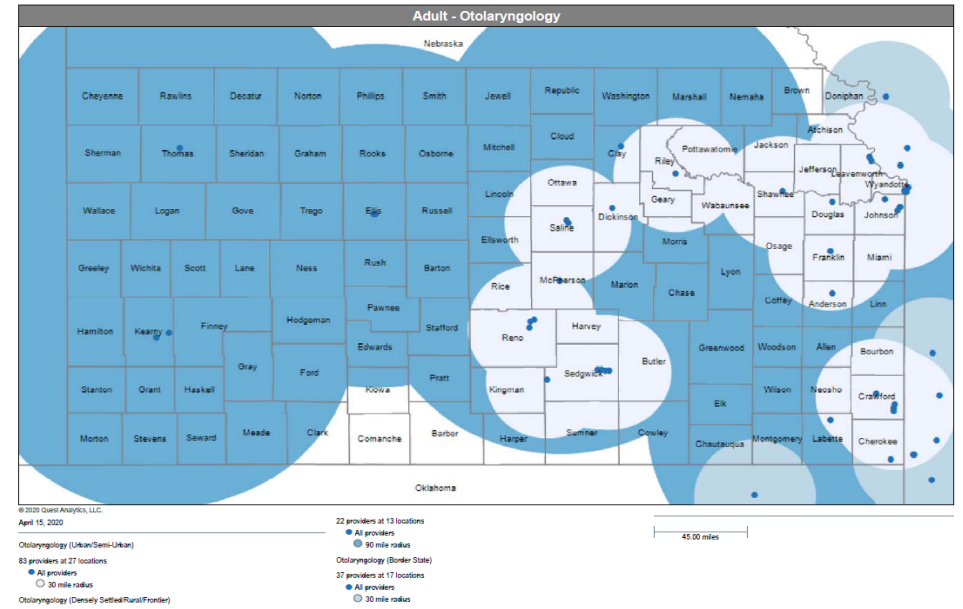 Adult - Otolaryngology
Nebraska
Cheyenne Rawlins Decatur Norton Phillips Smith Jewell Republic Washington Marshall Nemaha Brown Doniphan
Cloud Atchison
Sherman Thomas Sheridan Graham Rooks Osborne Mitchell Clay Riley Pottawatomie Jackson Jefferson Leavenworth
Ottawa Wyandotte
Wallace Logan Gove Trego Ellis Russell Lincoln Saline Dickinson Geary Wabaunsee Shawnee Douglas Johnson
Ellsworth Morris Osage
Greeley Wichita Scott Lane Ness Rush Barton Rice McPherson Marion Chase Lyon Franklin Miami
Coffey Anderson Linn
Hamilton Kearny Finney Hodgeman Pawnee Stafford Reno Harvey
Edwards Greenwood Woodson Allen Bourbon
Gray Ford Pratt Kingman Sedgwick Butler
Stanton Grant Haskell Kiowa Elk Wilson Neosho Crawford
Morton Stevens Seward Meade Clark Comanche Barber Harper Sumner Cowley Chautauqua Montgomery Labette Cherokee
Oklahoma
© 2020 Quest Analytics, LLC.
April 15, 2020
Otolaryngology (Urban/Semi-Urban)
83 providers at 27 locations
All providers
30 mile radius
Otolaryngology (Densely Settled/Rural/Frontier)
22 providers at 13 locations
All providers
90 mile radius
Otolaryngology (Border State)
37 providers at 17 locations
All providers
30 mile radius
45.00 miles